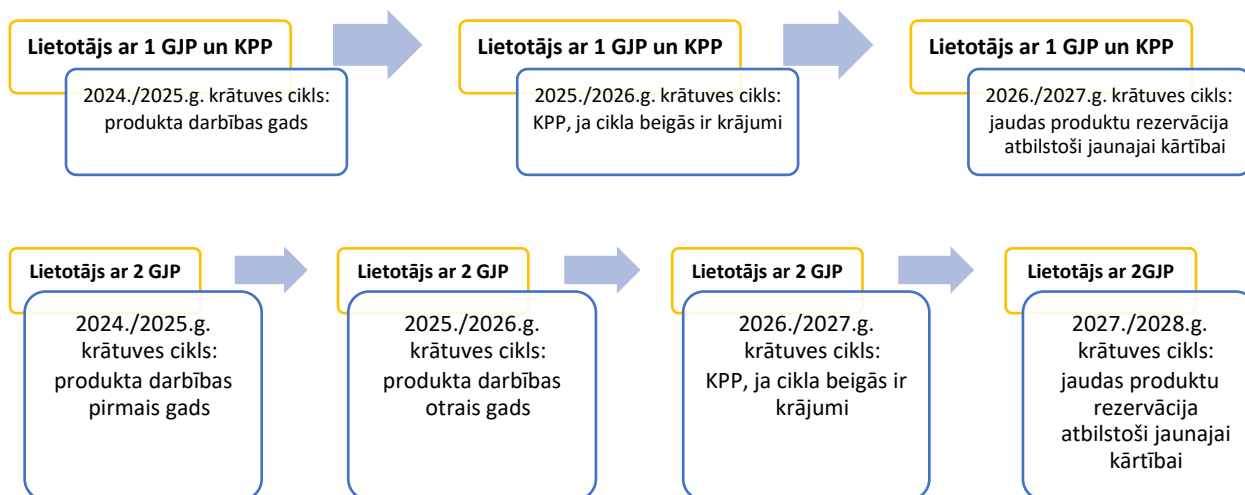 Lietotājs ar 1 GJP un KPP
2024./2025.g. krātuves cikls:
produkta darbības gads
Lietotājs ar 1 GJP un KPP
2025./2026.g. krātuves cikls:
KPP, ja cikla beigās ir krājumi
Lietotājs ar 1 GJP un KPP
2026./2027.g. krātuves cikls:
jaudas produktu rezervācija
atbilstoši jaunajai kārtībai
Lietotājs ar 2 GJP
2024./2025.g.
krātuves cikls:
produkta darbības
pirmais gads
Lietotājs ar 2 GJP
2025./2026.g.
krātuves cikls:
produkta darbības
otrais gads
Lietotājs ar 2 GJP
2026./2027.g.
krātuves cikls:
KPP, ja cikla beigās ir
krājumi
Lietotājs ar 2GJP
2027./2028.g.
krātuves cikls:
jaudas produktu
rezervācija
atbilstoši jaunajai
kārtībai